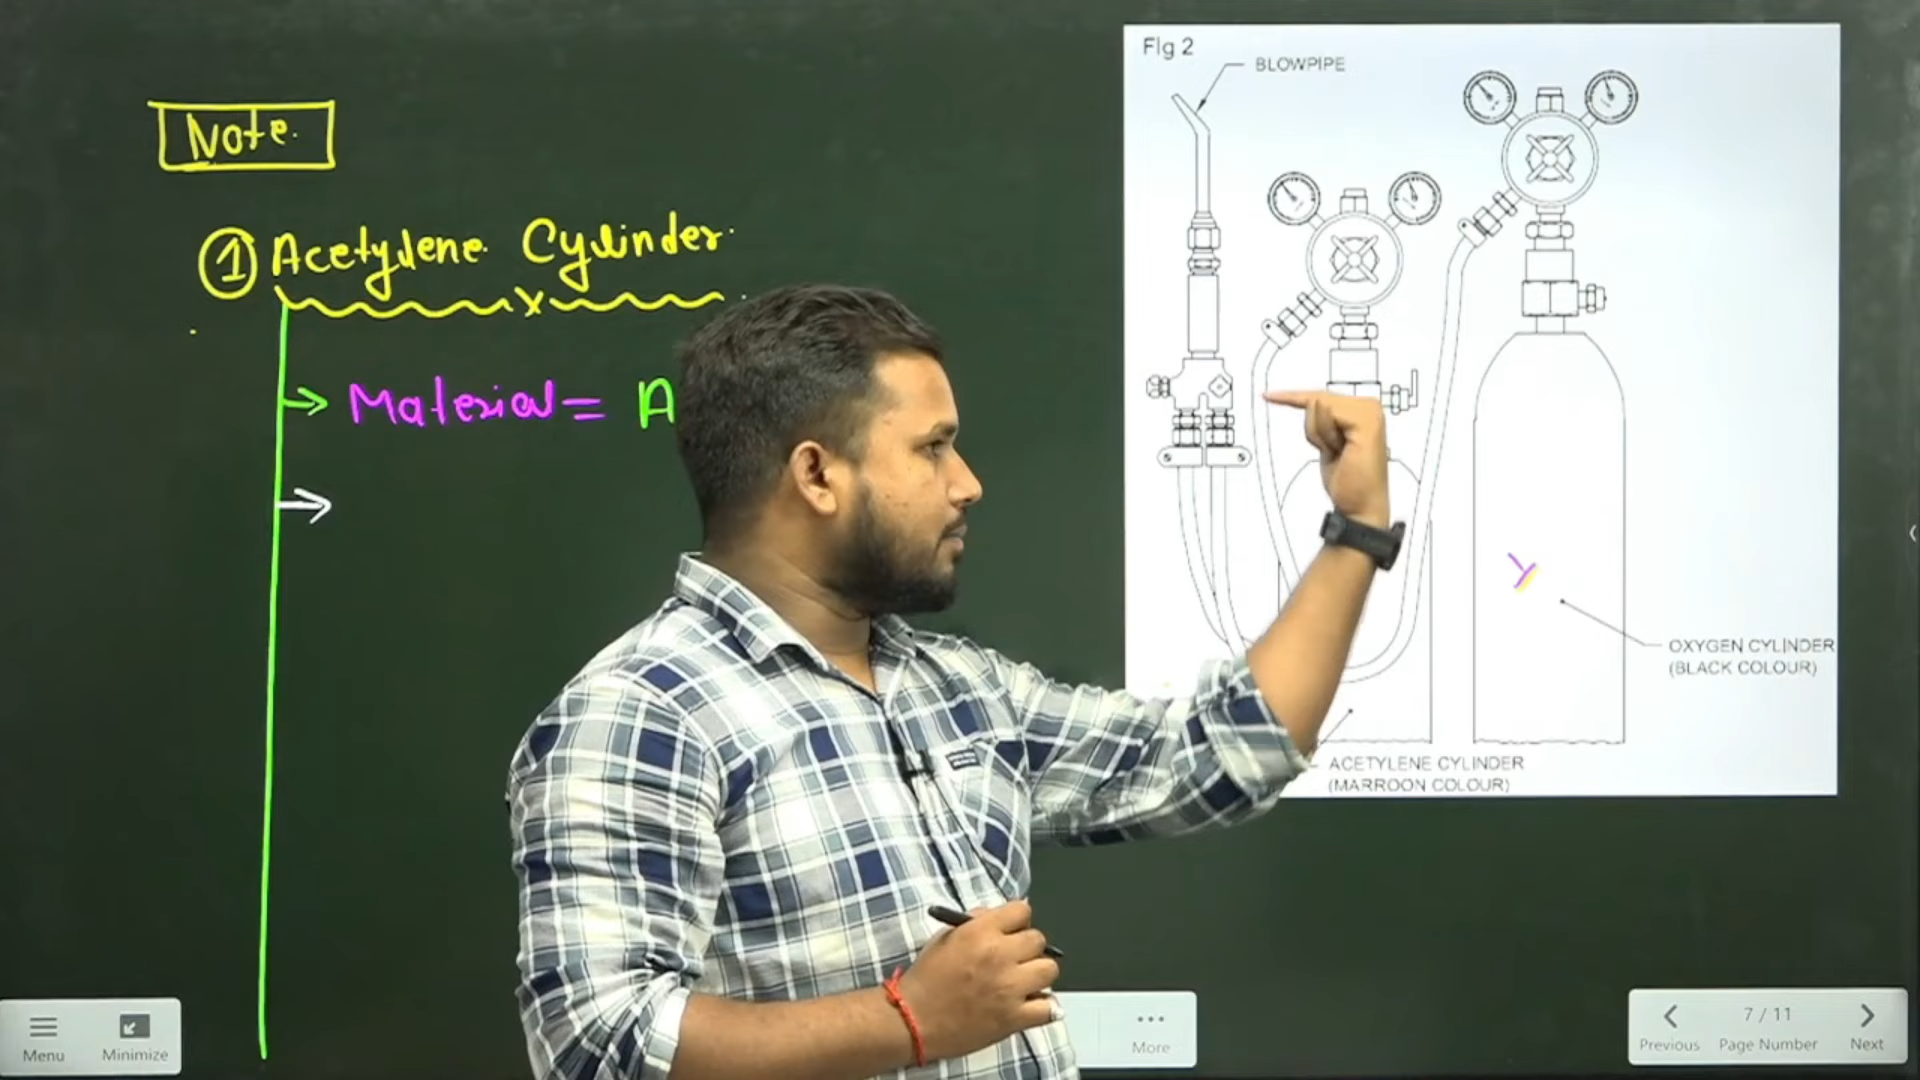 Note.
① Acetylene Cylinder
Material = A
Fig 2
BLOWPIPE
OXYGEN CYLINDER
(BLACK COLOUR)
ACETYLENE CYLINDER
(MARROON COLOUR)
Menu
Minimize
More
7 / 11
Previous
Page Number
Next